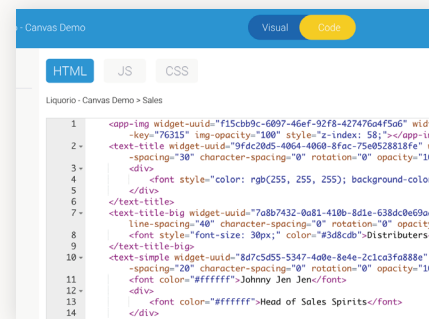 - Canvas Demo
Visual Code
HTML JS CSS
Liquorio - Canvas Demo > Sales
1 <app-img widget-uuid="f15cbb9c-6097-46ef-92f8-427476a4f5a6"
-key="76315" img-opacity="100" style="z-index: 58;"></app-im
2 <text-title widget-uuid="9fdc20d5-4064-4060-8fac-75e0528818fe"
-spacing="30" character-spacing="0" rotation="0" opacity="10
3 <div>
4 <font style="color: rgb(255, 255, 255); background-color
5 </div>
6 </text-title>
7 <text-title-big widget-uuid="7a8b7432-0a81-410b-8d1e-638dc0e69a
line-spacing="40" character-spacing="0" rotation="0" opacity
8 <font style="font-size: 30px;" color="#3d8cdb">Distributers
9 </text-title-big>
10 <text-simple widget-uuid="8d7c5d55-5347-4a0e-8e4e-2c1ca3fa888e"
-spacing="20" character-spacing="0" rotation="0" opacity="10
11 <font color="#ffffff">Johnny Jen Jen</font>
12 <div>
13 <font color="#ffffff">Head of Sales Spirits</font>
14 </div>